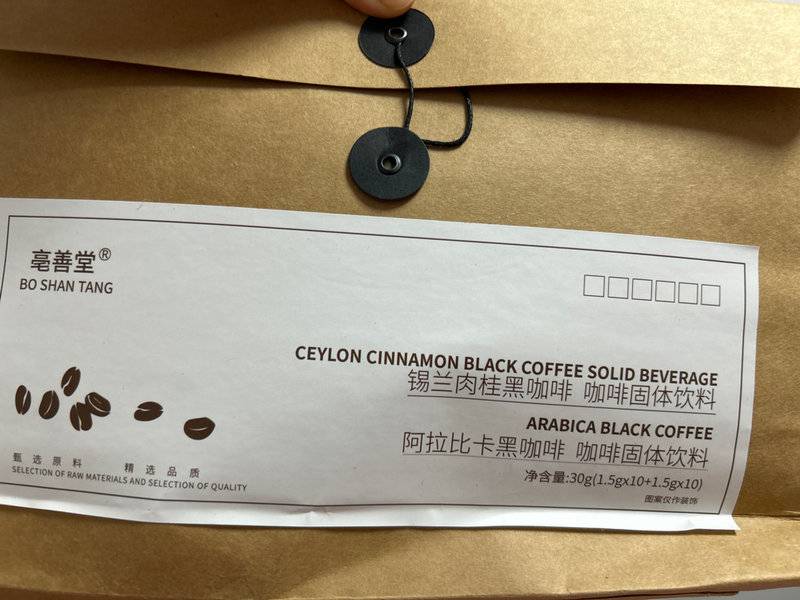 亳善堂®
BO SHAN TANG
CEYLON CINNAMON BLACK COFFEE SOLID BEVERAGE
锡兰肉桂黑咖啡 咖啡固体饮料
ARABICA BLACK COFFEE
阿拉比卡黑咖啡 咖啡固体饮料
净含量:30g(1.5gx10+1.5gx10)
图案仅作装饰
甄选原料 精选品质
SELECTION OF RAW MATERIALS AND SELECTION OF QUALITY